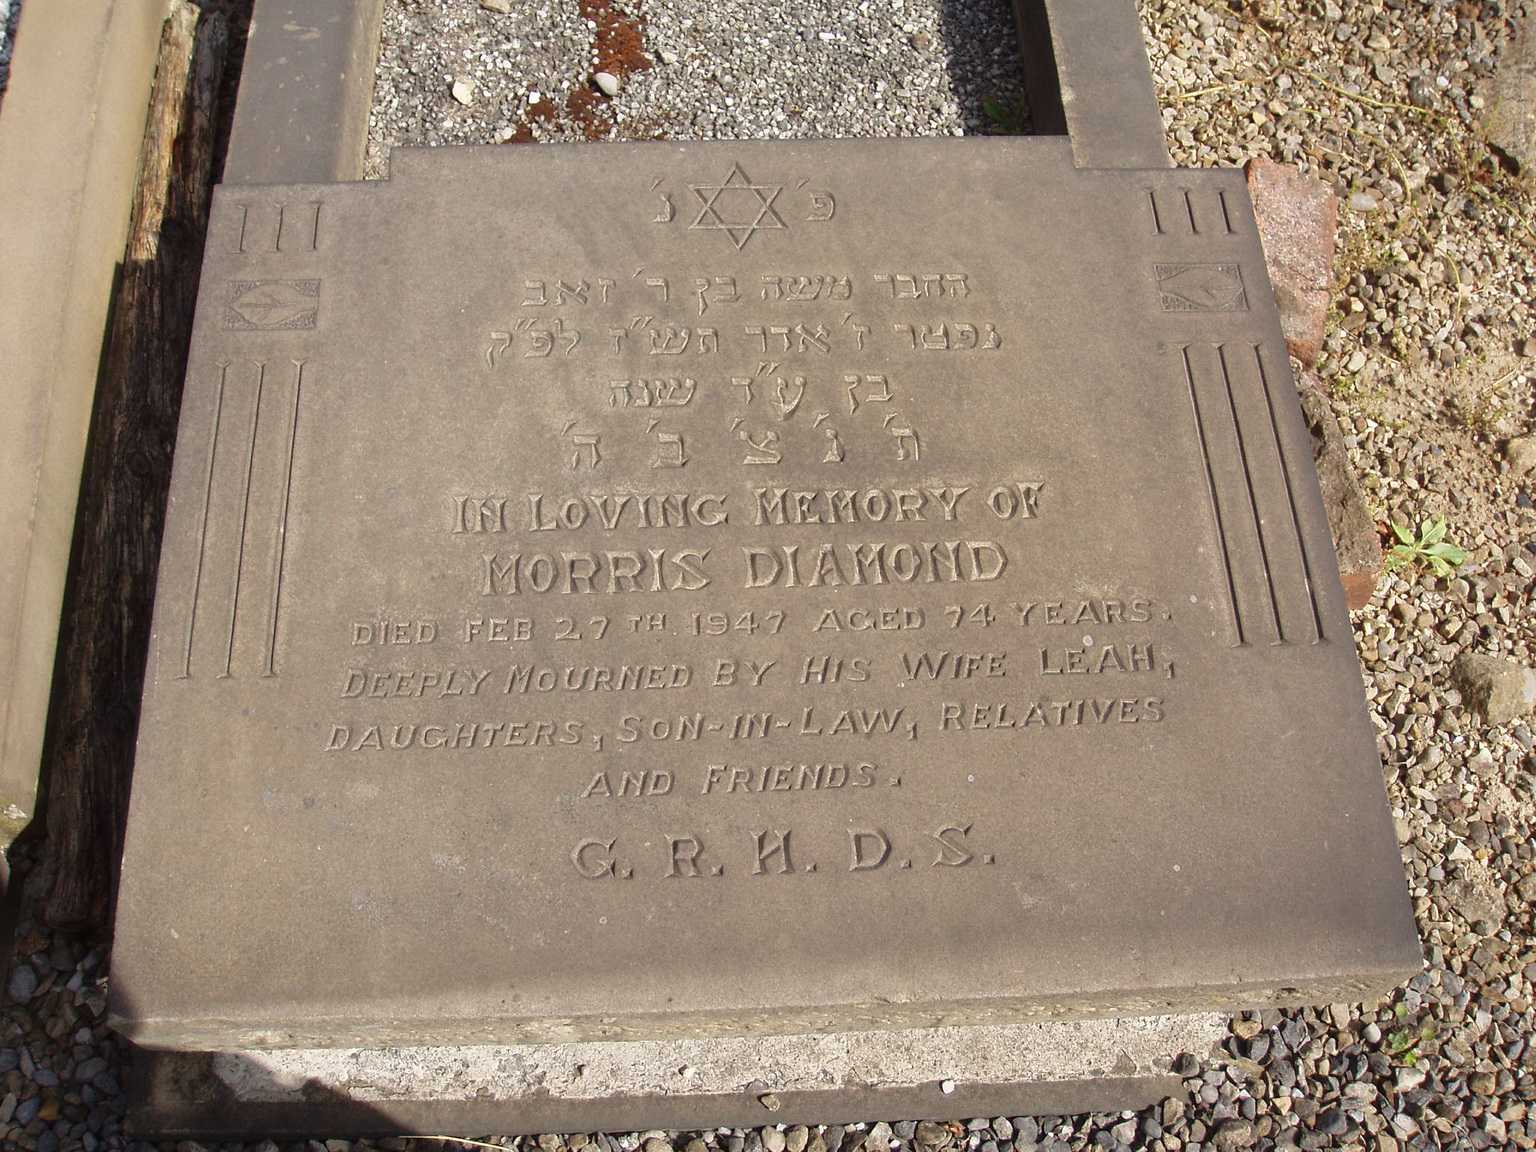 פ׳ נ׳
החבר משה בן ר׳ זאב
נפטר ז׳ אדר תש״ז לפ״ק
בן ע״ד שנה
ת׳ נ׳ צ׳ ב׳ ה׳
IN LOVING MEMORY OF
MORRIS DIAMOND
DIED FEB 27TH 1947 AGED 74 YEARS.
DEEPLY MOURNED BY HIS WIFE LEAH,
DAUGHTERS, SON-IN-LAW, RELATIVES
AND FRIENDS.
G. R. H. D. S.